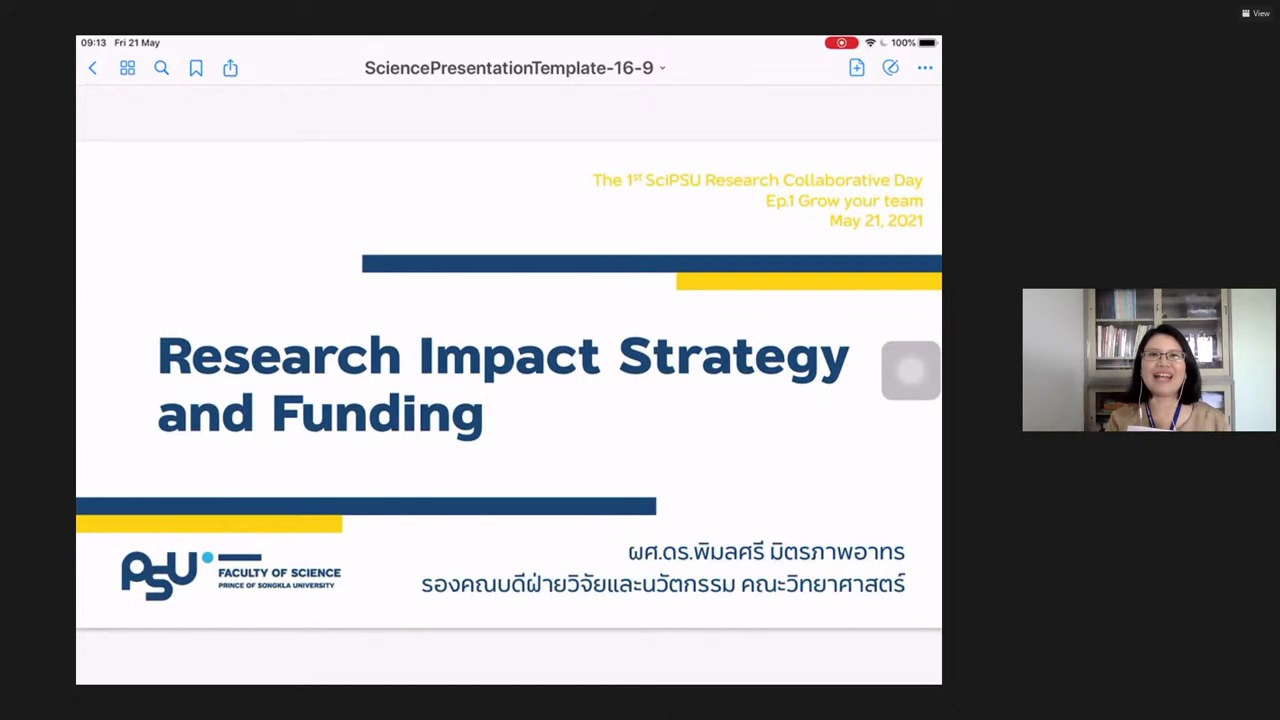 View
09:13 Fri 21 May
100%
SciencePresentationTemplate-16-9
The 1st SciPSU Research Collaborative Day
Ep.1 Grow your team
May 21, 2021
Research Impact Strategy
and Funding
PSU
FACULTY OF SCIENCE
PRINCE OF SONGKLA UNIVERSITY
ผศ.ดร.พิมลศรี มิตรภาพอาทร
รองคณบดีฝ่ายวิจัยและนวัตกรรม คณะวิทยาศาสตร์